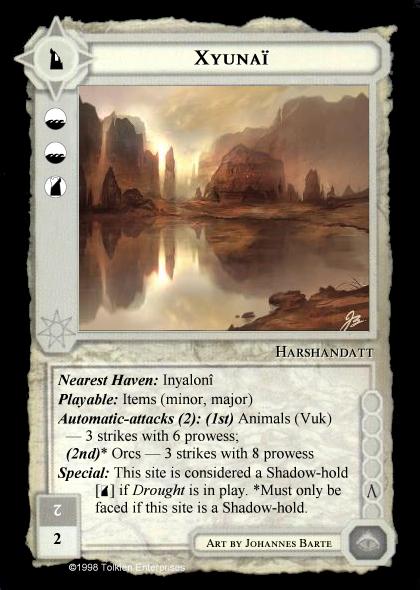 XYUNAÏ
HARSHANDATT
Nearest Haven: Inyalonî
Playable: Items (minor, major)
Automatic-attacks (2): (1st) Animals (Vuk)
— 3 strikes with 6 prowess;
(2nd)* Orcs — 3 strikes with 8 prowess
Special: This site is considered a Shadow-hold
[] if Drought is in play. *Must only be
faced if this site is a Shadow-hold.
2
2
ART BY JOHANNES BARTE
©1998 Tolkien Enterprises